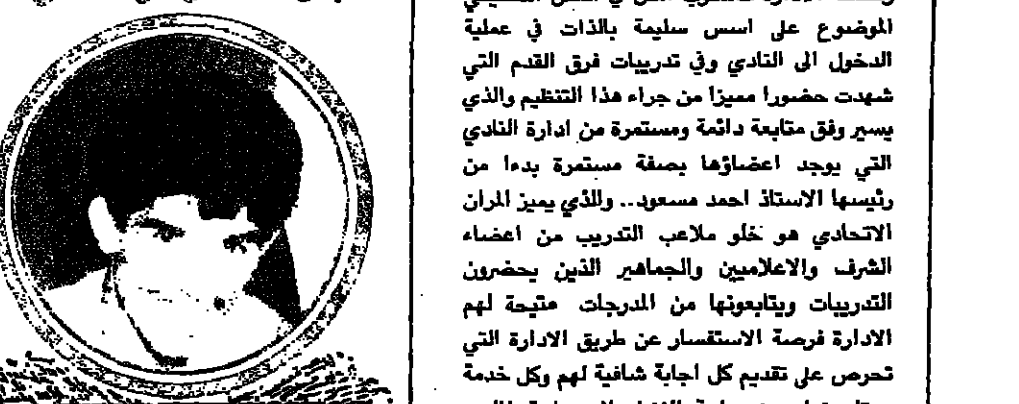 الموضوع على اسس سليمة بالذات في عملية
الدخول الى النادي وفي تدريبات فرق القدم التي
شهدت حضورا مميزا من جراء هذا التنظيم والذي
يسير وفق متابعة دائمة ومستمرة من ادارة النادي
التي يوجد اعضاؤها بصفة مستمرة بدءا من
رئيسها الاستاذ احمد مسعود.. والذي يميز المران
الاتحادي هو خلو ملاعب التدريب من اعضاء
الشرف والاعلاميين والجماهير الذين يحضرون
التدريبات ويتابعونها من المدرجات متيحة لهم
الادارة فرصة الاستفسار عن طريق الادارة التي
تحرص على تقديم كل اجابة شافية لهم وكل خدمة